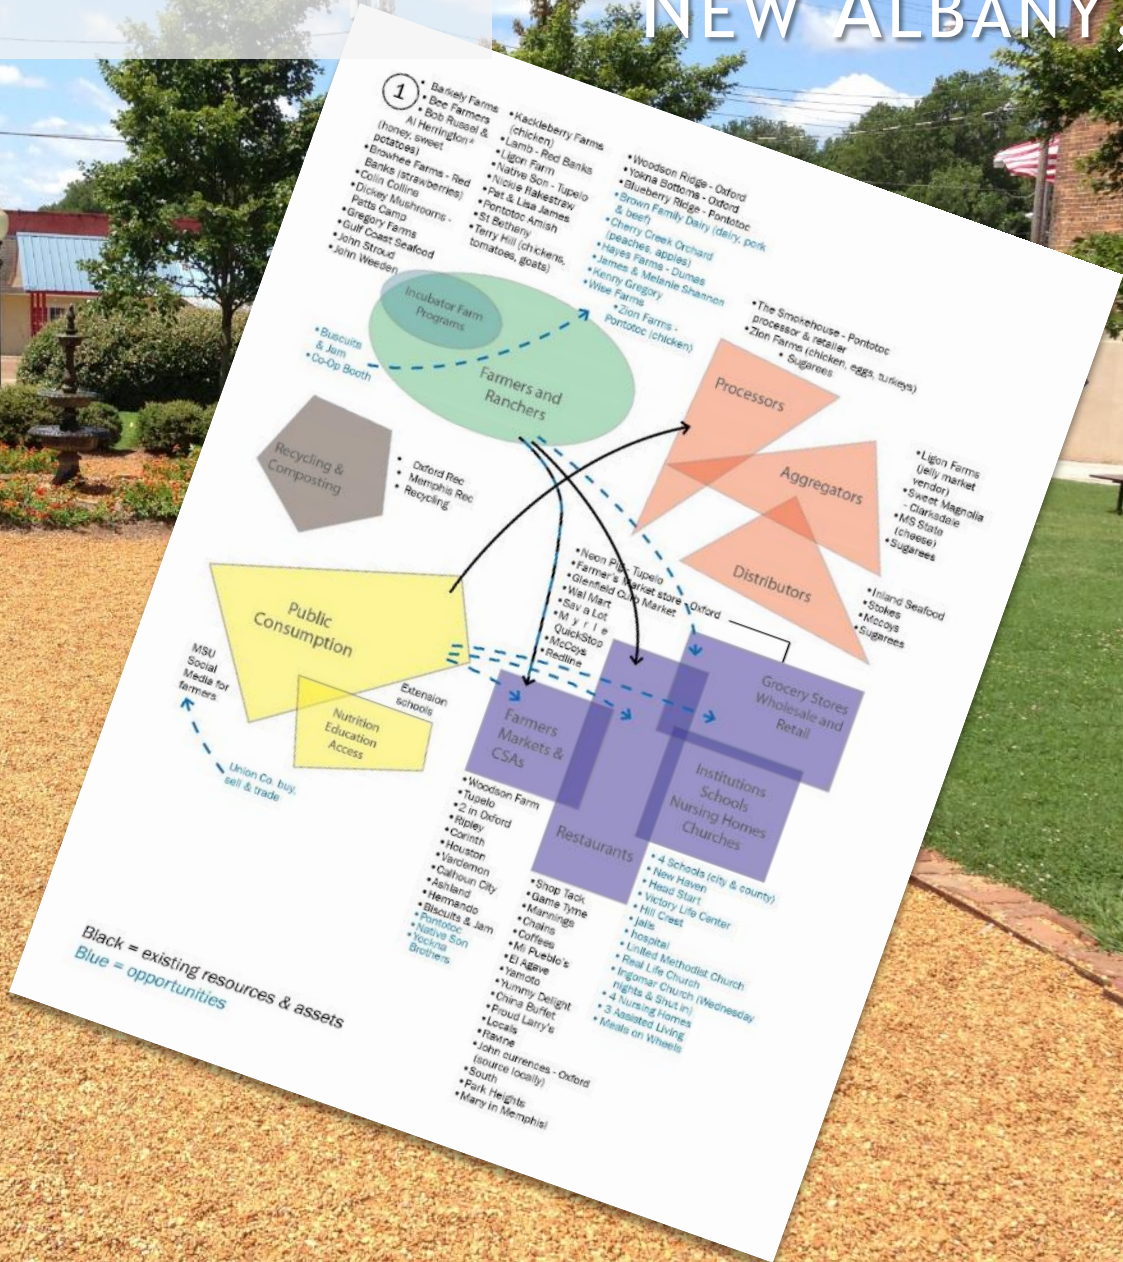 NEW ALBANY,
1
• Barkely Farms
• Bee Farmers
• Bob Russel &
Al Herrington*
(honey, sweet
potatoes)
• Browhee Farms - Red
Banks (strawberries)
• Colin Colline
• Dickey Mushrooms -
Patts Camp
• Gregory Farms
• Gulf Coast Seafood
• John Stroud
• John Weeden
• Kackleberry Farms
(chicken)
• Lamb - Red Banks
• Ligon Farm
• Native Son - Tupelo
• Nickie Rakestraw
• Pat & Lisa James
• Pontotoc Amish
• St Bethany
• Terry Hill (chickens,
tomatoes, goats)
• Woodson Ridge - Oxford
• Yokna Bottoms - Oxford
• Blueberry Ridge - Pontotoc
• Brown Family Dairy (dairy, pork
& beef)
• Cherry Creek Orchard
(peaches, apples)
• Hayes Farms - Dumas
• James & Melanie Shannon
• Kenny Gregory
• Wise Farms
• Zion Farms -
Pontotoc (chicken)
Incubator Farm
Programs
• Buscuits
& Jam
• Co-Op Booth
Farmers and
Ranchers
• The Smokehouse - Pontotoc
processor & retailer
• Zion Farms (chicken, eggs, turkeys)
• Sugarees
Processors
Recycling &
Composting
• Oxford Rec
• Memphis Rec
• Recycling
Aggregators
• Ligon Farms
(jelly market
vendor)
• Sweet Magnolia
- Clarksdale
• MS State
(cheese)
• Sugarees
Distributors
• Inland Seafood
• Stokes
• Mccoys
• Sugarees
• Neon Pig - Tupelo
• Farmer's Market store - Oxford
• Glenfield Curb Market
• Wal Mart
• Sav a Lot
• Myrle
QuickStop
• McCoys
• Redline
Public
Consumption
MSU
Social
Media for
farmers
Extension
schools
Nutrition
Education
Access
Union Co. buy,
sell & trade
Farmers
Markets &
CSAs
Grocery Stores
Wholesale and
Retail
Institutions
Schools
Nursing Homes
Churches
Restaurants
• Woodson Farm
• Tupelo
• 2 in Oxford
• Ripley
• Corinth
• Houston
• Vardemon
• Calhoun City
• Ashland
• Hernando
• Biscuits & Jam
• Pontotoc
• Native Son
• Yockna
Brothers
• Shop Tack
• Game Tyme
• Mannings
• Chains
• Coffees
• Mi Pueblo's
• El Agave
• Yamoto
• Yummy Delight
• China Buffet
• Proud Larry's
• Locals
• Ravine
• John currences - Oxford
(source locally)
• South
• Park Heights
• Many in Memphis!
• 4 Schools (city & county)
• New Haven
• Head Start
• Victory Life Center
• Hill Crest
• jails
• hospital
• United Methodist Church
• Real Life Church
• Ingomar Church (Wednesday
nights & Shut in)
• 4 Nursing Homes
• 3 Assisted Living
• Meals on Wheels
Black = existing resources & assets
Blue = opportunities